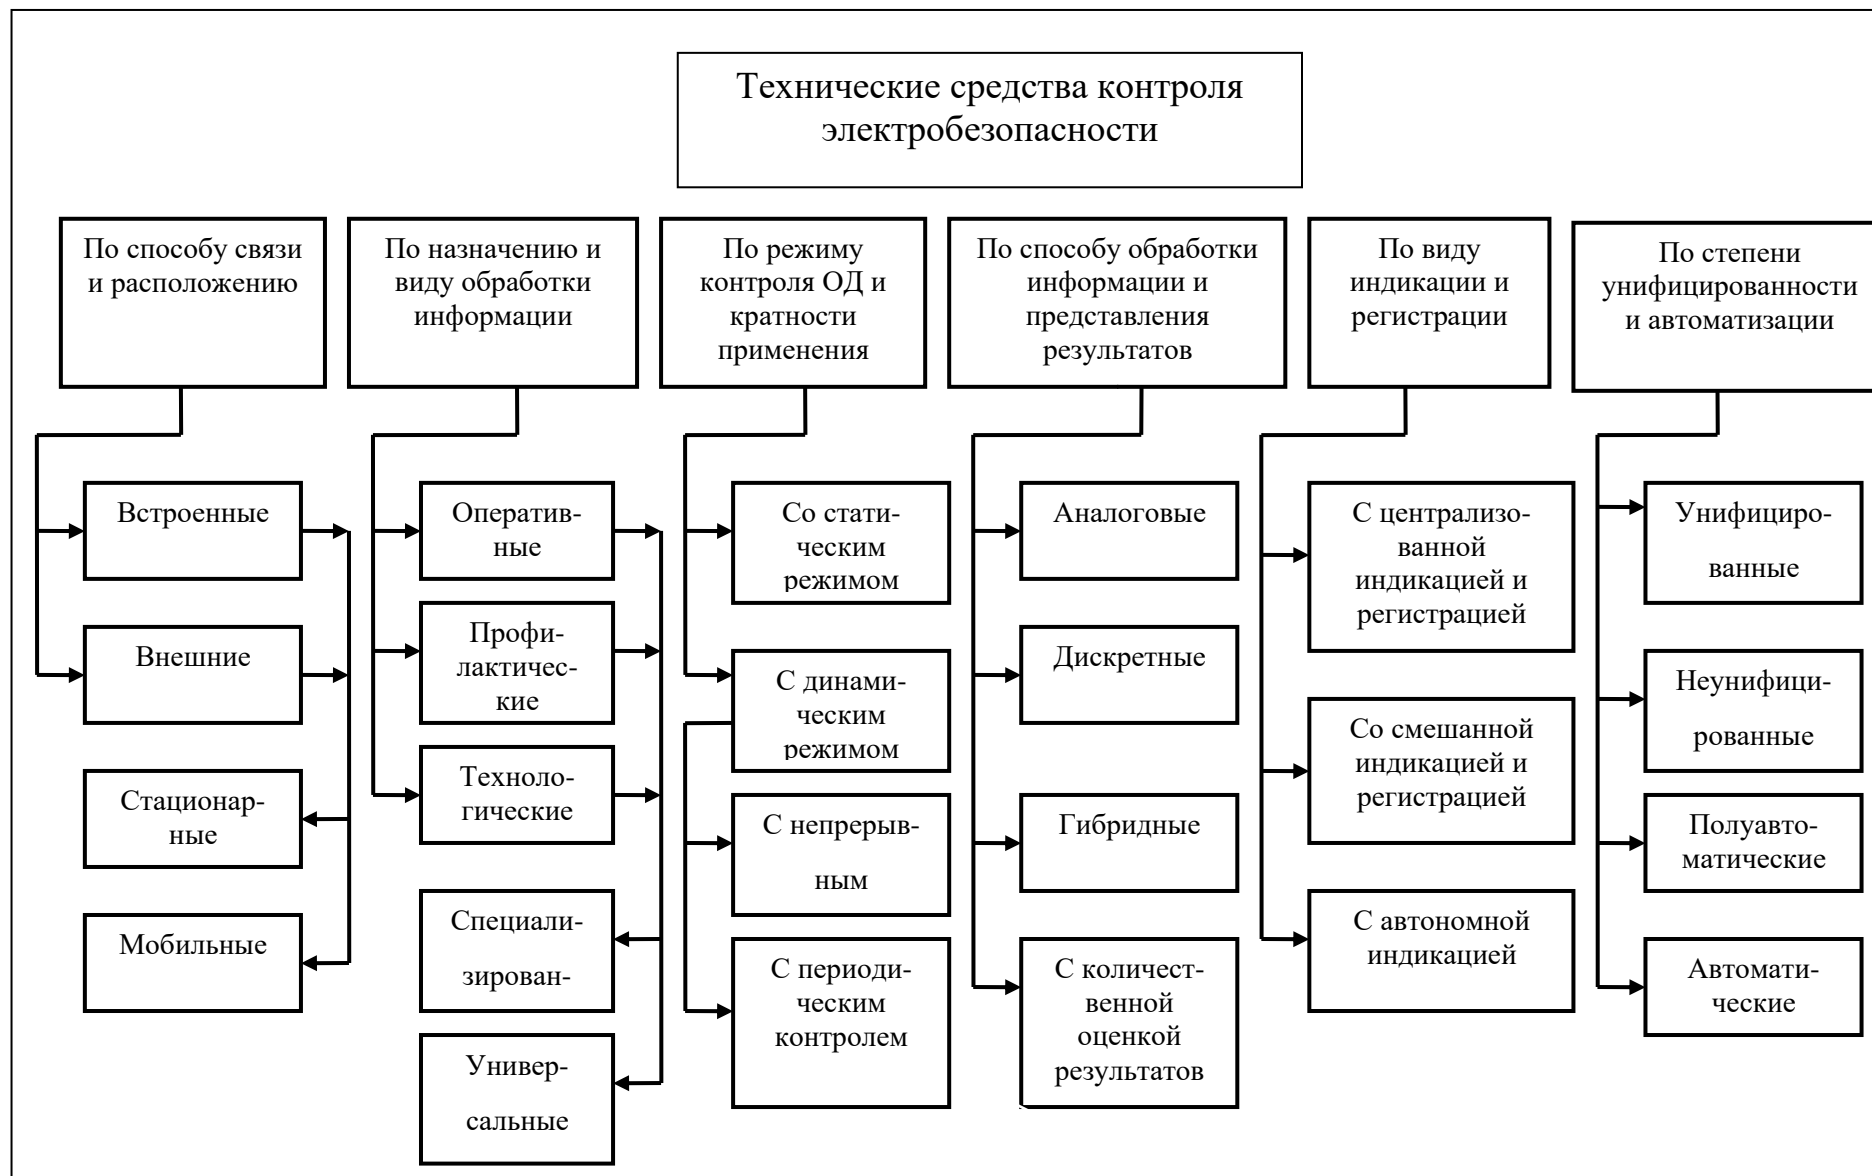 Технические средства контроля
электробезопасности
По способу связи
и расположению
По назначению и
виду обработки
информации
По режиму
контроля ОД и
кратности
применения
По способу обработки
информации и
представления
результатов
По виду
индикации и
регистрации
По степени
унифицированности
и автоматизации
Встроенные
Внешние
Стационар-
ные
Мобильные
Оператив-
ные
Профи-
лактичес-
кие
Техноло-
гические
Специали-
зирован-
Универ-
сальные
Со стати-
ческим
режимом
С динами-
ческим
режимом
С непрерыв-
ным
С периоди-
ческим
контролем
Аналоговые
Дискретные
Гибридные
С количест-
венной
оценкой
результатов
С централизо-
ванной
индикацией и
регистрацией
Со смешанной
индикацией и
регистрацией
С автономной
индикацией
Унифициро-
ванные
Неунифици-
рованные
Полуавто-
матические
Автомати-
ческие